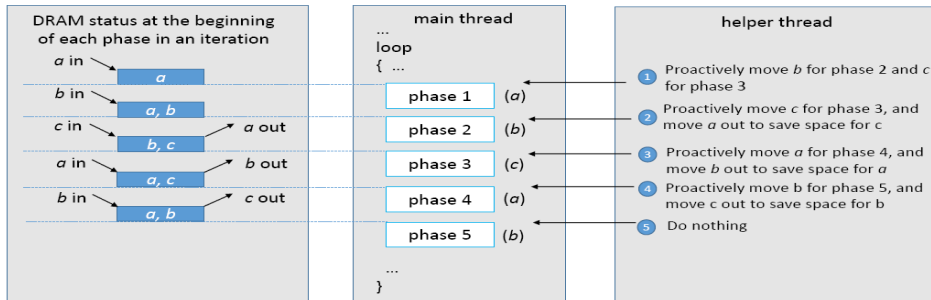 DRAM status at the beginning
of each phase in an iteration
a in
a
b in
a, b
c in
a out
b, c
a in
b out
a, c
b in
c out
a, b
main thread
...
loop
{ ...
phase 1 (a)
phase 2 (b)
phase 3 (c)
phase 4 (a)
phase 5 (b)
...
}
helper thread
1 Proactively move b for phase 2 and c
for phase 3
2 Proactively move c for phase 3, and
move a out to save space for c
3 Proactively move a for phase 4, and
move b out to save space for a
4 Proactively move b for phase 5, and
move c out to save space for b
5 Do nothing